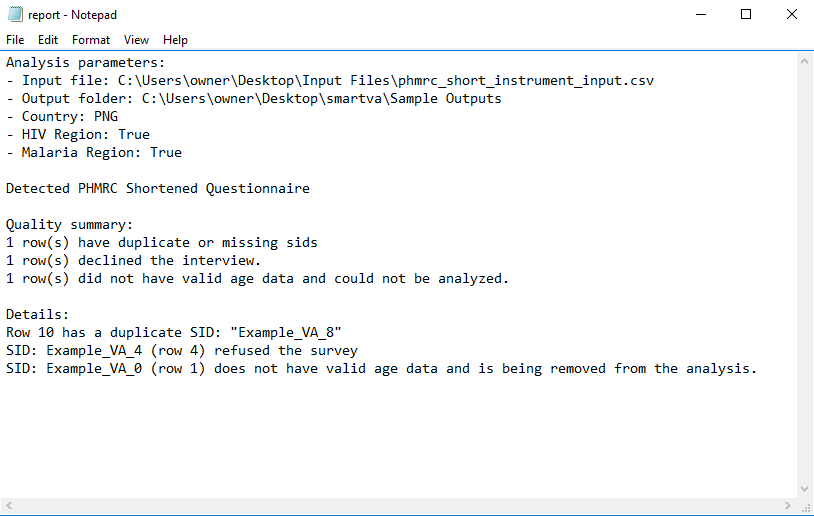 report - Notepad
File Edit Format View Help
Analysis parameters:
- Input file: C:\Users\owner\Desktop\Input Files\phmrc_short_instrument_input.csv
- Output folder: C:\Users\owner\Desktop\smartva\Sample Outputs
- Country: PNG
- HIV Region: True
- Malaria Region: True
Detected PHMRC Shortened Questionnaire
Quality summary:
1 row(s) have duplicate or missing sids
1 row(s) declined the interview.
1 row(s) did not have valid age data and could not be analyzed.
Details:
Row 10 has a duplicate SID: "Example_VA_8"
SID: Example_VA_4 (row 4) refused the survey
SID: Example_VA_0 (row 1) does not have valid age data and is being removed from the analysis.